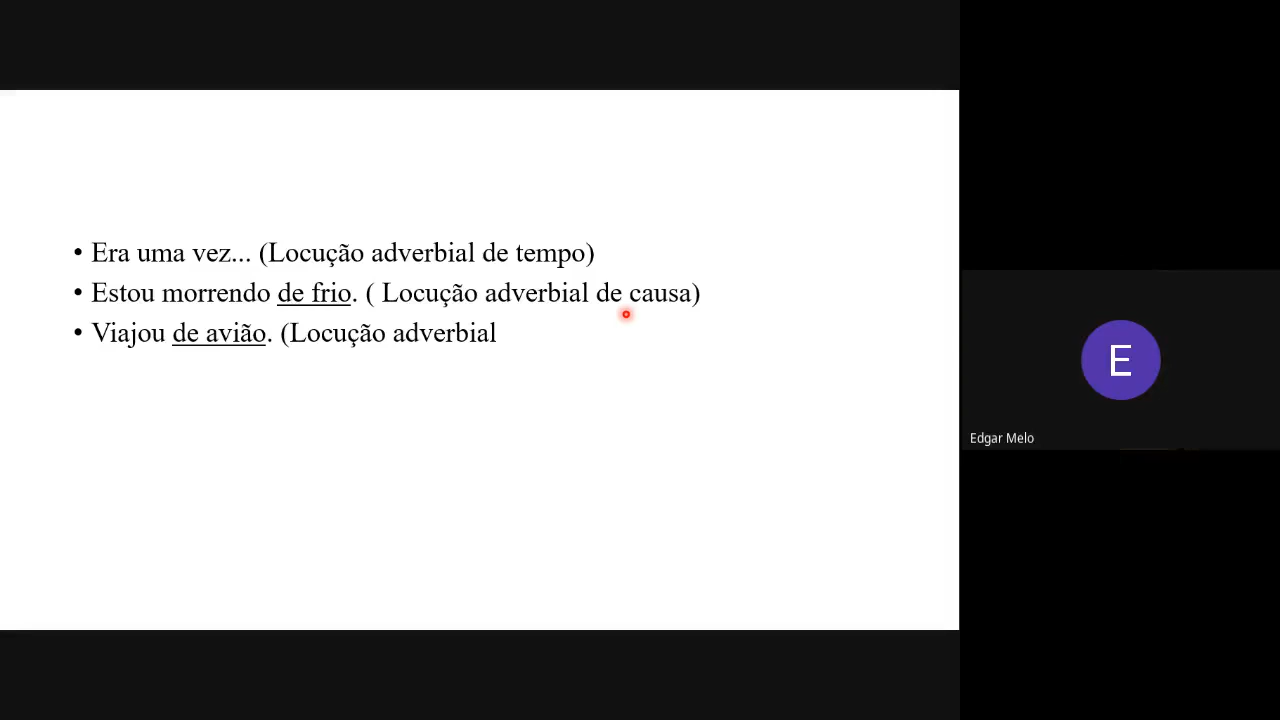 • Era uma vez... (Locução adverbial de tempo)
• Estou morrendo de frio. ( Locução adverbial de causa)
• Viajou de avião. (Locução adverbial
E
Edgar Melo